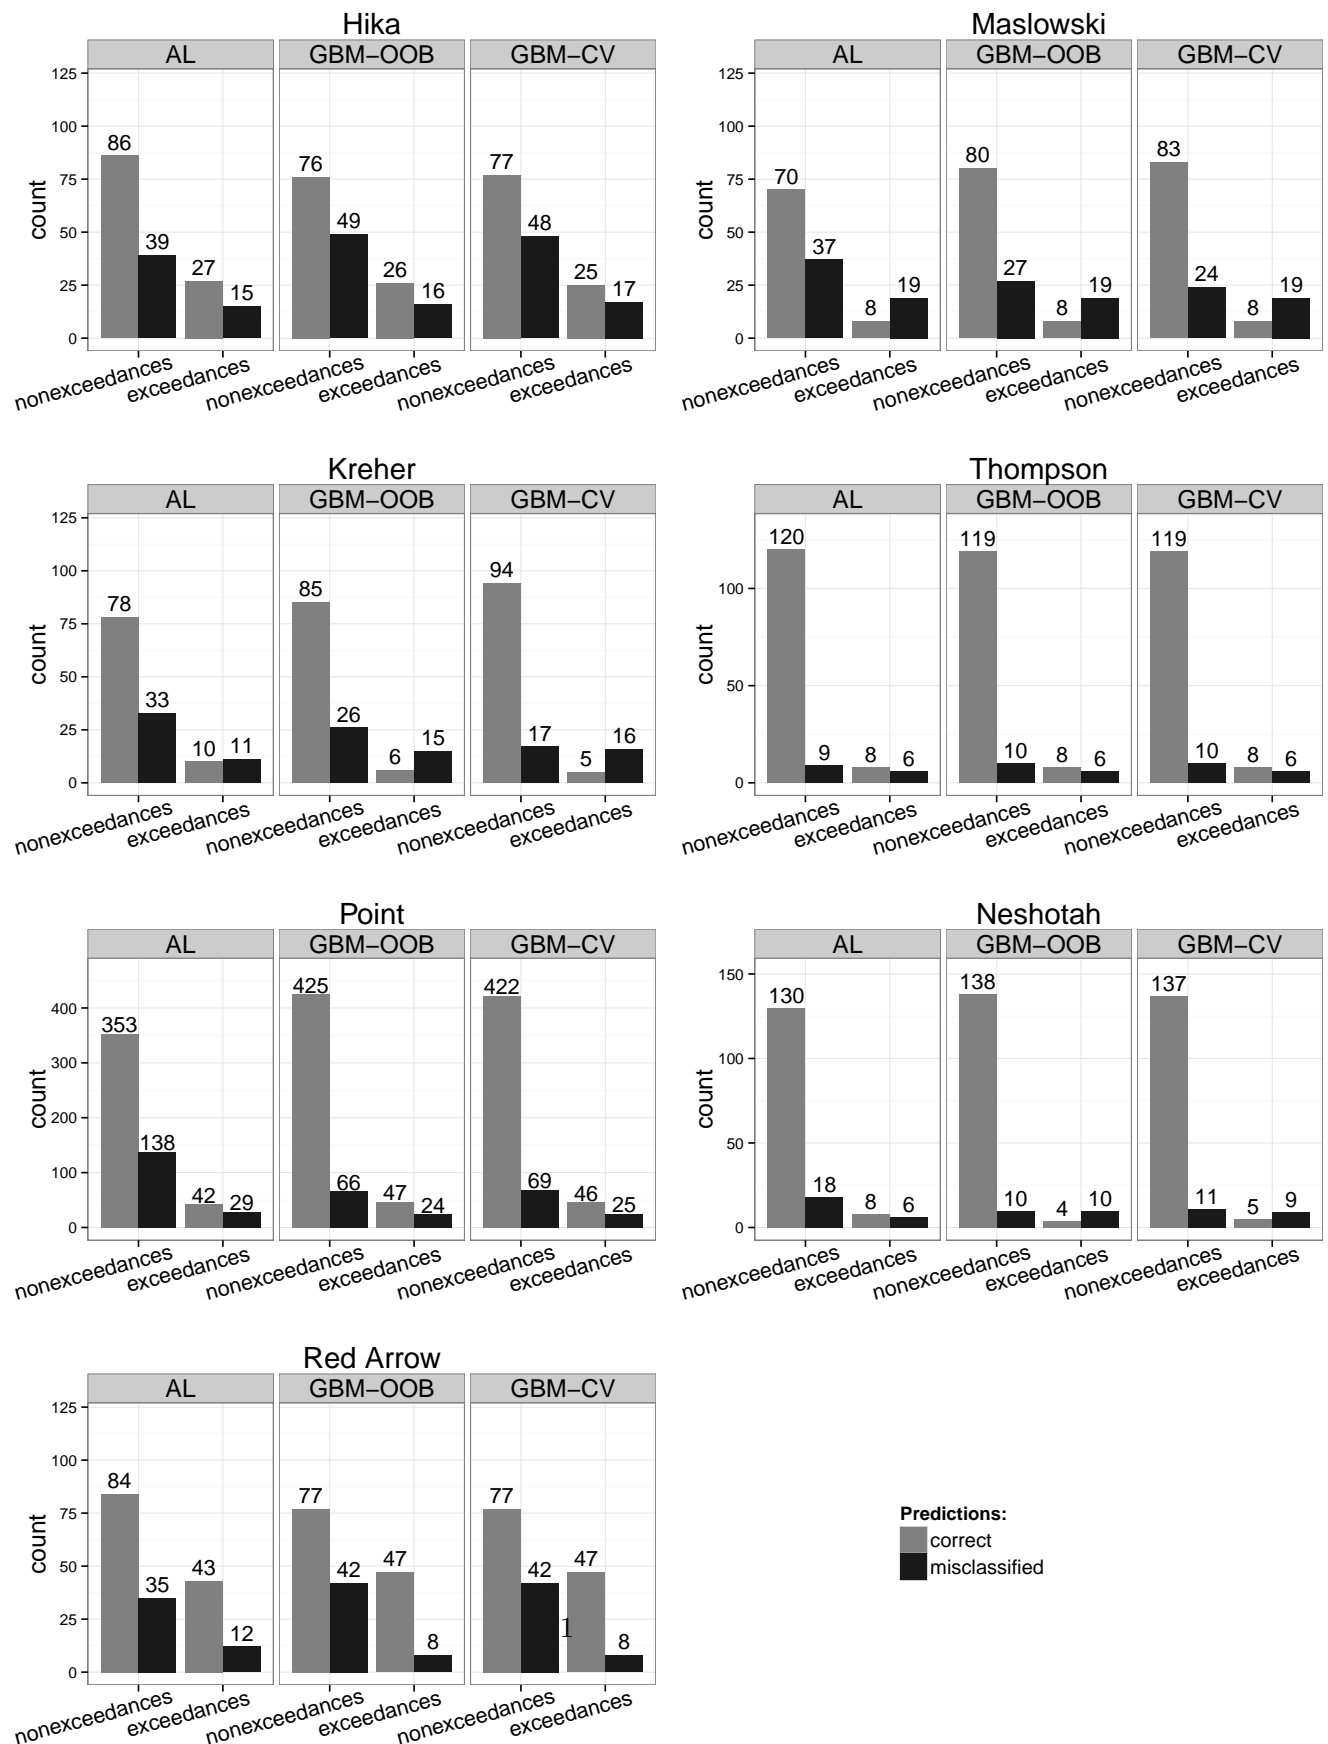 Hika
AL GBM−OOB GBM−CV
125
100
75
50
25
0
count
86 39 27 15
76 49 26 16
77 48 25 17
nonexceedances exceedances nonexceedances exceedances nonexceedances exceedances
Maslowski
AL GBM−OOB GBM−CV
125
100
75
50
25
0
count
70 37 8 19
80 27 8 19
83 24 8 19
nonexceedances exceedances nonexceedances exceedances nonexceedances exceedances
Kreher
AL GBM−OOB GBM−CV
125
100
75
50
25
0
count
78 33 10 11
85 26 6 15
94 17 5 16
nonexceedances exceedances nonexceedances exceedances nonexceedances exceedances
Thompson
AL GBM−OOB GBM−CV
100
50
0
count
120 9 8 6
119 10 8 6
119 10 8 6
nonexceedances exceedances nonexceedances exceedances nonexceedances exceedances
Point
AL GBM−OOB GBM−CV
400
300
200
100
0
count
353 138 42 29
425 66 47 24
422 69 46 25
nonexceedances exceedances nonexceedances exceedances nonexceedances exceedances
Neshotah
AL GBM−OOB GBM−CV
150
100
50
0
count
130 18 8 6
138 10 4 10
137 11 5 9
nonexceedances exceedances nonexceedances exceedances nonexceedances exceedances
Red Arrow
AL GBM−OOB GBM−CV
125
100
75
50
25
0
count
84 35 43 12
77 42 47 8
77 42 47 8
nonexceedances exceedances nonexceedances exceedances nonexceedances exceedances
Predictions:
correct
misclassified
1